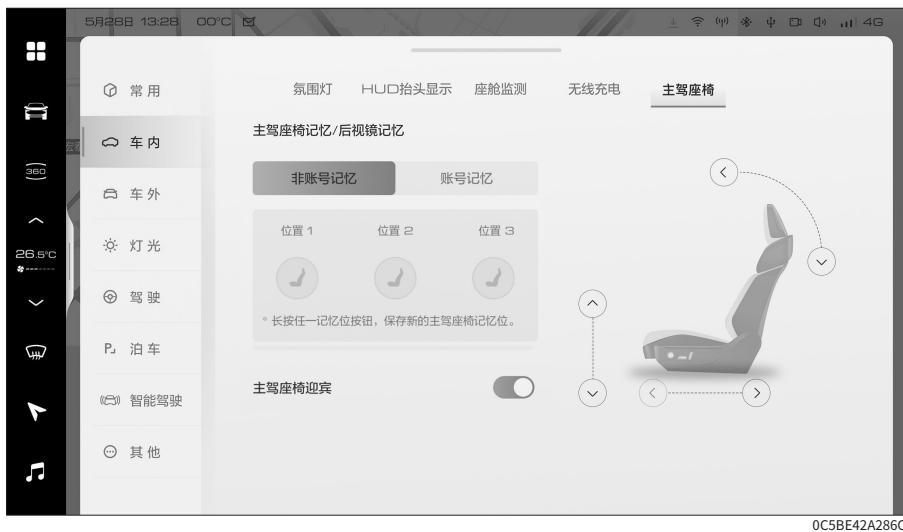 5月28日 13:28 00°C 4G
常用
氛围灯 HUD抬头显示 座舱监测 无线充电 主驾座椅
主驾座椅记忆/后视镜记忆
车内
360
非账号记忆 账号记忆
车外
位置 1 位置 2 位置 3
灯光
26.5°C
驾驶
* 长按任一记忆位按钮，保存新的主驾座椅记忆位。
P 泊车
主驾座椅迎宾
智能驾驶
其他
0C5BE42A286C